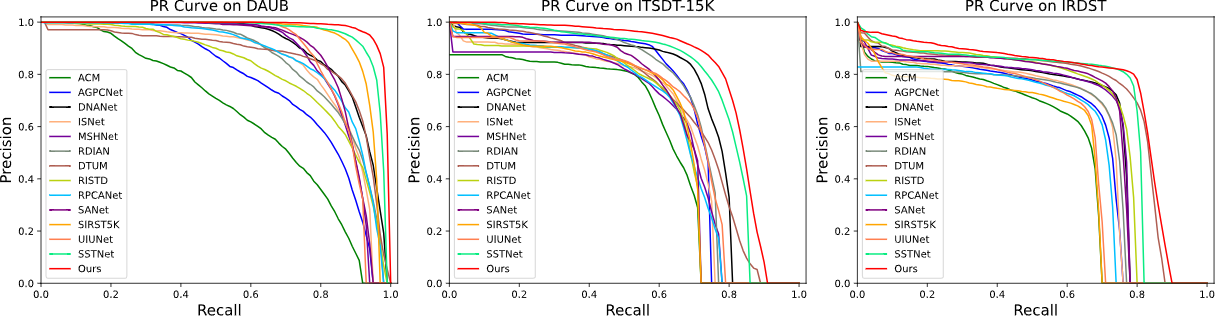 PR Curve on DAUB
1.0
0.8
0.6
0.4
0.2
0.0
Precision
ACM
AGPCNet
DNANet
ISNet
MSHNet
RDIAN
DTUM
RISTD
RPCANet
SANet
SIRST5K
UIUNet
SSTNet
Ours
0.0 0.2 0.4 0.6 0.8 1.0
Recall
PR Curve on ITSDT-15K
1.0
0.8
0.6
0.4
0.2
0.0
Precision
ACM
AGPCNet
DNANet
ISNet
MSHNet
RDIAN
DTUM
RISTD
RPCANet
SANet
SIRST5K
UIUNet
SSTNet
Ours
0.0 0.2 0.4 0.6 0.8 1.0
Recall
PR Curve on IRDST
1.0
0.8
0.6
0.4
0.2
0.0
Precision
ACM
AGPCNet
DNANet
ISNet
MSHNet
RDIAN
DTUM
RISTD
RPCANet
SANet
SIRST5K
UIUNet
SSTNet
Ours
0.0 0.2 0.4 0.6 0.8 1.0
Recall